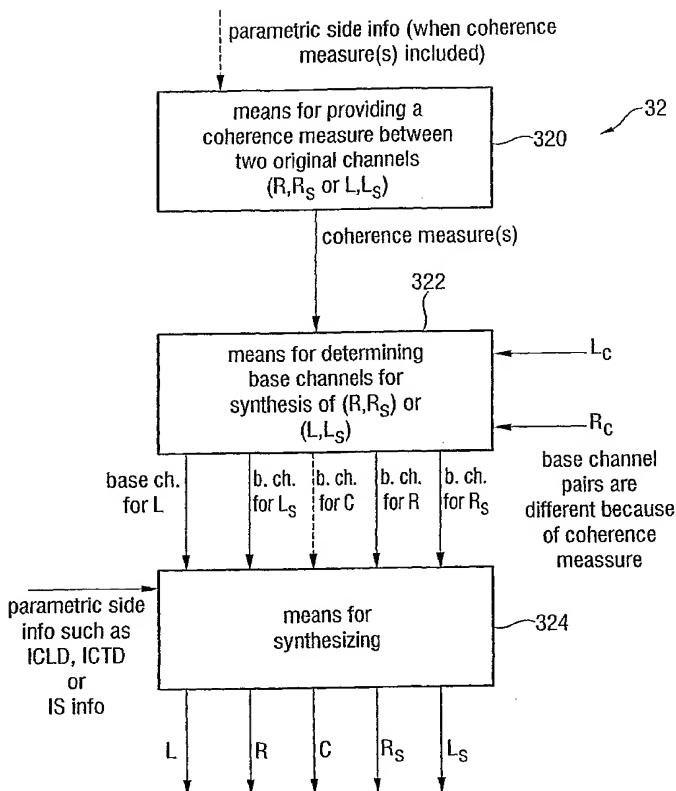 parametric side info (when coherence
measure(s) included)
32
means for providing a
coherence measure between
two original channels
(R,RS or L,LS)
320
coherence measure(s)
322
means for determining
base channels for
synthesis of (R,RS) or
(L,LS)
LC
RC
base channel
pairs are
different because
of coherence
meassure
base ch.
for L
b. ch.
for LS
b. ch.
for C
b. ch.
for R
b. ch.
for RS
parametric side
info such as
ICLD, ICTD
or
IS info
means for
synthesizing
324
L
R
C
RS
LS